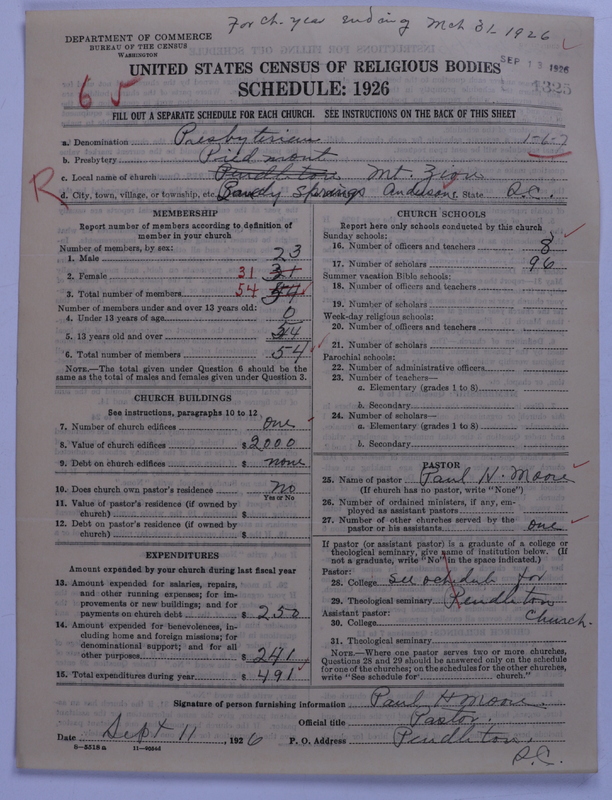 For ch. year ending Mch 31-1926
DEPARTMENT OF COMMERCE
BUREAU OF THE CENSUS
WASHINGTON
SEP 13 1926
1325
UNITED STATES CENSUS OF RELIGIOUS BODIES
SCHEDULE: 1926
65
FILL OUT A SEPARATE SCHEDULE FOR EACH CHURCH. SEE INSTRUCTIONS ON THE BACK OF THIS SHEET
a. Denomination Presbyterian 1-6-7
b. Presbytery Piedmont
c. Local name of church Pendleton Mt. Zion
R
d. City, town, village, or township, etc. Sandy Springs Anderson f. State S.C.
MEMBERSHIP
Report number of members according to definition of
member in your church
Number of members, by sex:
1. Male 23
2. Female 31 31
3. Total number of members 54 54
Number of members under and over 13 years old:
4. Under 13 years of age 0
5. 13 years old and over 54
6. Total number of members 54
NOTE.—The total given under Question 6 should be
same as the total of males and females given under Question 3.
CHURCH BUILDINGS
See instructions, paragraphs 10 to 12
7. Number of church edifices one
8. Value of church edifices $2000
9. Debt on church edifices $ none
10. Does church own pastor's residence No
Yes or No
11. Value of pastor's residence (if owned by
church) $
12. Debt on pastor's residence (if owned by
church) $
EXPENDITURES
Amount expended by your church during last fiscal year
13. Amount expended for salaries, repairs,
and other running expenses; for im-
provements or new buildings; and for
payments on church debt $ 250
14. Amount expended for benevolences, in-
cluding home and foreign missions; for
denominational support; and for all
other purposes $ 241
15. Total expenditures during year $ 491
CHURCH SCHOOLS
Report here only schools conducted by this church
Sunday schools:
16. Number of officers and teachers 8
17. Number of scholars 96
Summer vacation Bible schools:
18. Number of officers and teachers
19. Number of scholars
Week-day religious schools:
20. Number of officers and teachers
21. Number of scholars
Parochial schools:
22. Number of administrative officers
23. Number of teachers—
a. Elementary (grades 1 to 8)
b. Secondary
24. Number of scholars—
a. Elementary (grades 1 to 8)
b. Secondary
PASTOR
25. Name of pastor Paul H. Moore
(If church has no pastor, write "None")
26. Number of ordained ministers, if any, em-
ployed as assistant pastors
27. Number of other churches served by the
pastor or his assistants one
If pastor (or assistant pastor) is a graduate of a college or
theological seminary, give name of institution below. (If
not a graduate, write "No" in the space indicated.)
Pastor:
28. College See schedule for
29. Theological seminary Pendleton
Assistant pastor: Church.
30. College
31. Theological seminary
NOTE.—Where one pastor serves two or more churches,
Questions 28 and 29 should be answered only on the schedule
for one of the churches; on the schedules for the other churches,
write "See schedule for church."
Signature of person furnishing information Paul H Moore
Official title Pastor.
Date Sept 11, 1926 P. O. Address Pendleton,
S.C.
8—5518 a